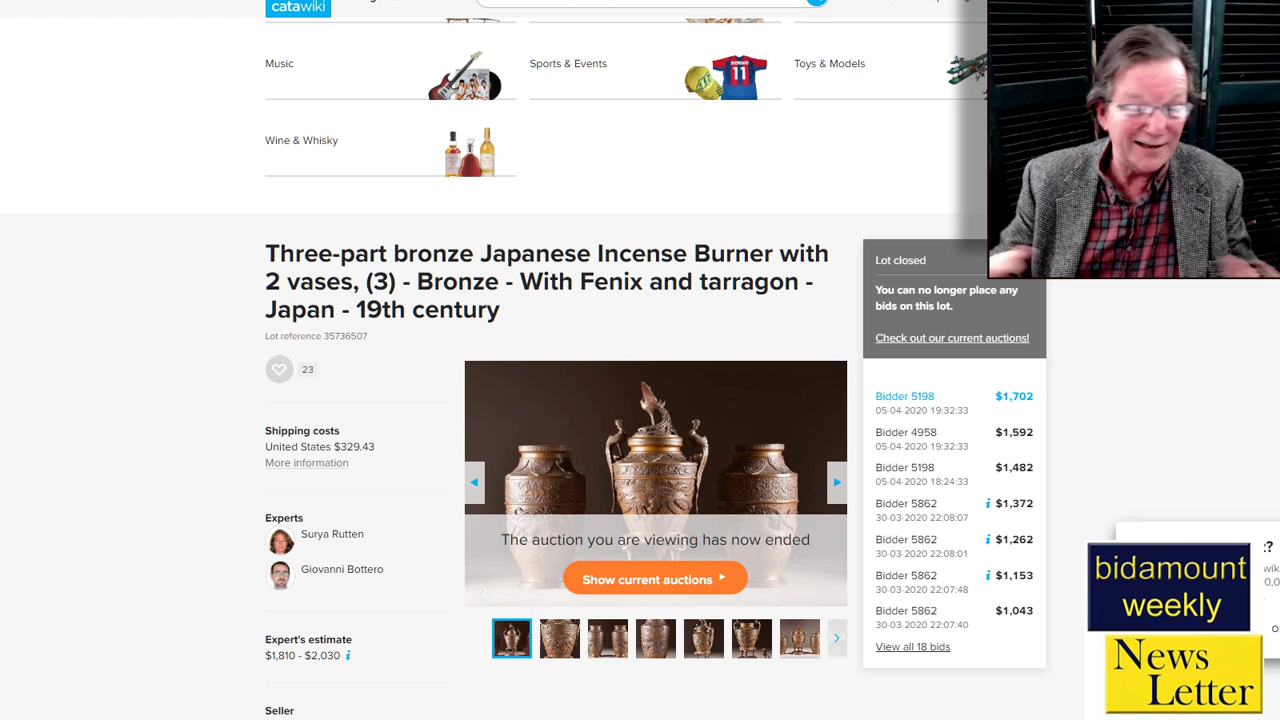 catawiki
Music
Sports & Events
Toys & Models
11
Wine & Whisky
Three-part bronze Japanese Incense Burner with
2 vases, (3) - Bronze - With Fenix and tarragon -
Japan - 19th century
Lot reference 35736507
23
Shipping costs
United States $329.43
More information
Experts
Surya Rutten
Giovanni Bottero
Expert's estimate
$1,810 - $2,030 i
Seller
The auction you are viewing has now ended
Show current auctions
Lot closed
You can no longer place any
bids on this lot.
Check out our current auctions!
Bidder 5198 $1,702
05-04-2020 19:32:33
Bidder 4958 $1,592
05-04-2020 19:32:33
Bidder 5198 $1,482
05-04-2020 18:24:33
Bidder 5862 i $1,372
30-03-2020 22:08:07
Bidder 5862 i $1,262
30-03-2020 22:08:01
Bidder 5862 i $1,153
30-03-2020 22:07:48
Bidder 5862 $1,043
30-03-2020 22:07:40
View all 18 bids
bidamount
weekly
News
Letter